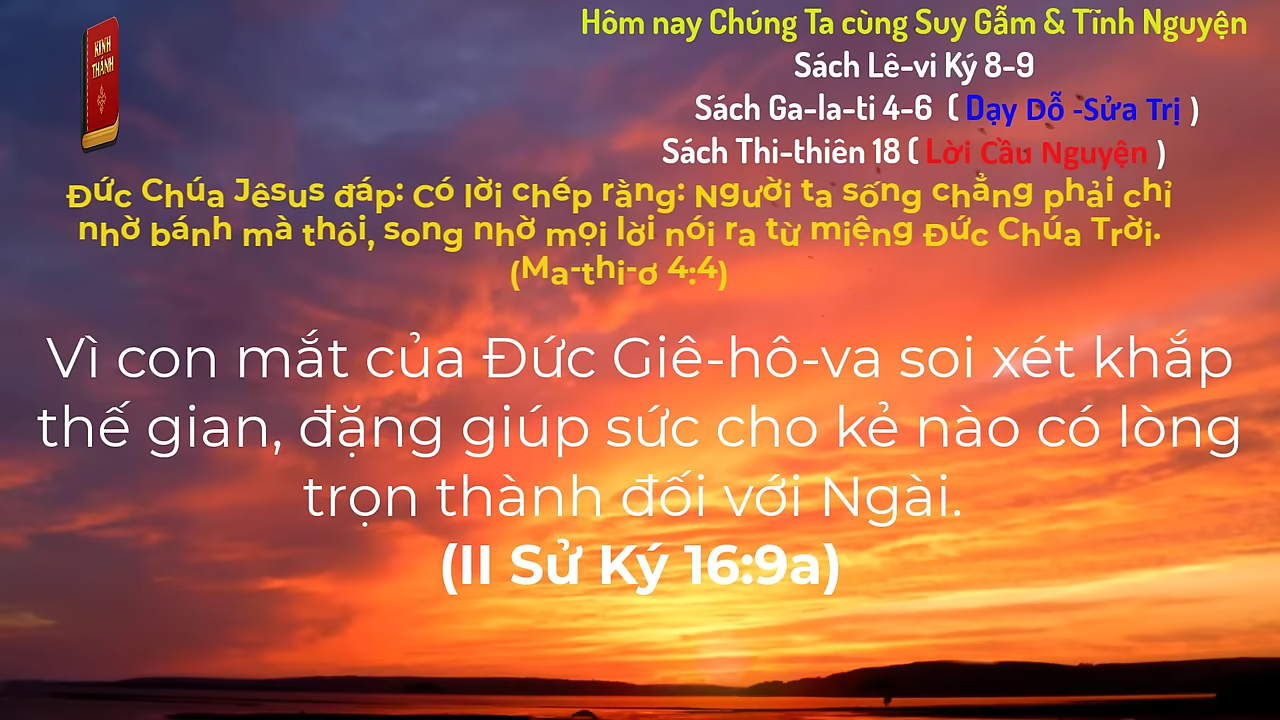 KINH
THÁNH
Hôm nay Chúng Ta cùng Suy Gẫm & Tĩnh Nguyện
Sách Lê-vi Ký 8-9
Sách Ga-la-ti 4-6 ( Dạy Dỗ -Sửa Trị )
Sách Thi-thiên 18 ( Lời Cầu Nguyện )
Đức Chúa Jêsus đáp: Có lời chép rằng: Người ta sống chẳng phải chỉ
nhờ bánh mà thôi, song nhờ mọi lời nói ra từ miệng Đức Chúa Trời.
(Ma-thi-ơ 4:4)
Vì con mắt của Đức Giê-hô-va soi xét khắp
thế gian, đặng giúp sức cho kẻ nào có lòng
trọn thành đối với Ngài.
(II Sử Ký 16:9a)